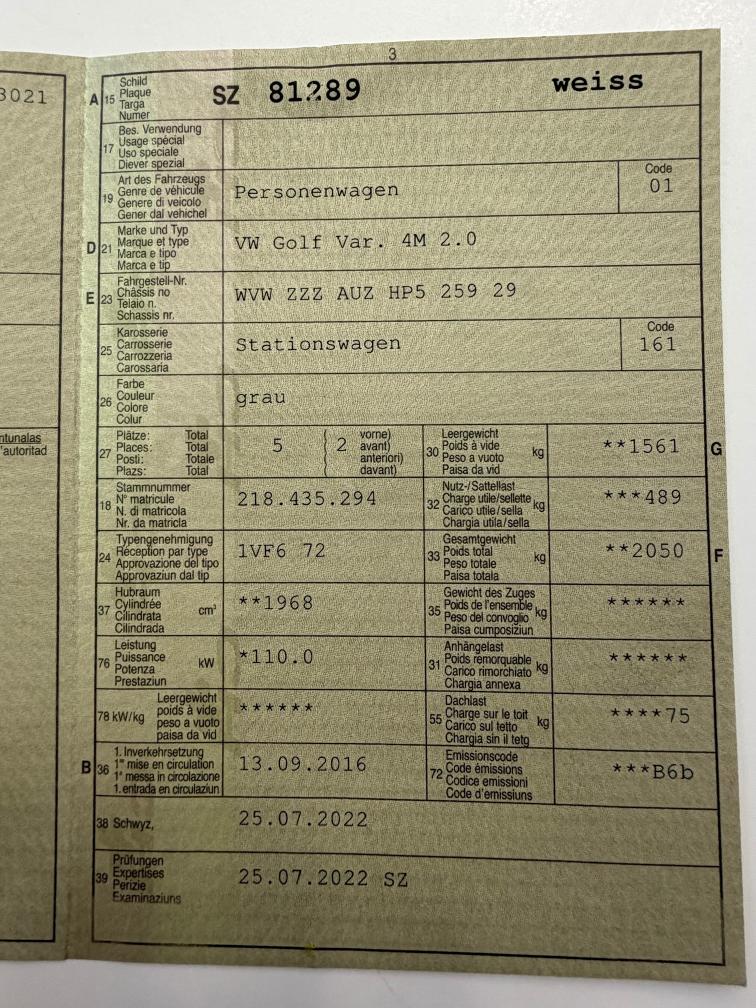 3
3021
A 15 Schild
Plaque
Targa
Numer
SZ 81289 weiss
17 Bes. Verwendung
Usage spécial
Uso speciale
Diever spezial
19 Art des Fahrzeugs
Genre de véhicule
Genere di veicolo
Gener dal vehichel
Personenwagen
Code
01
D 21 Marke und Typ
Marque et type
Marca e tipo
Marca e tip
VW Golf Var. 4M 2.0
E 23 Fahrgestell-Nr.
Châssis no
Telaio n.
Schassis nr.
WVW ZZZ AUZ HP5 259 29
25 Karosserie
Carrosserie
Carrozzeria
Carossaria
Stationswagen
Code
161
26 Farbe
Couleur
Colore
Colur
grau
ntunalas
'autoritad
27 Plätze: Total
Places: Total
Posti: Totale
Plazs: Total
5 ( 2 vorne)
avant)
anteriori)
davant)
30 Leergewicht
Poids à vide
Peso a vuoto
Paisa da vid
kg
**1561 G
18 Stammnummer
N° matricule
N. di matricola
Nr. da matricla
218.435.294
32 Nutz-/Sattellast
Charge utile/sellette
Carico utile/sella
Chargia utila/sella
kg
***489
24 Typengenehmigung
Réception par type
Approvazione del tipo
Approvaziun dal tip
1VF6 72
33 Gesamtgewicht
Poids total
Peso totale
Paisa totala
kg
**2050 F
37 Hubraum
Cylindrée
Cilindrata
Cilindrada
cm³
**1968
35 Gewicht des Zuges
Poids de l'ensemble
Peso del convoglio
Paisa cumposiziun
kg
******
76 Leistung
Puissance
Potenza
Prestaziun
kW
*110.0
31 Anhängelast
Poids remorquable
Carico rimorchiato
Chargia annexa
kg
******
78 kW/kg Leergewicht
poids à vide
peso a vuoto
paisa da vid
******
55 Dachlast
Charge sur le toit
Carico sul tetto
Chargia sin il tetg
kg
****75
B 36 1. Inverkehrsetzung
1re mise en circulation
1a messa in circolazione
1. entrada en circulaziun
13.09.2016
72 Emissionscode
Code émissions
Codice emissioni
Code d'emissiuns
***B6b
38 Schwyz,
25.07.2022
39 Prüfungen
Expertises
Perizie
Examinaziuns
25.07.2022 SZ